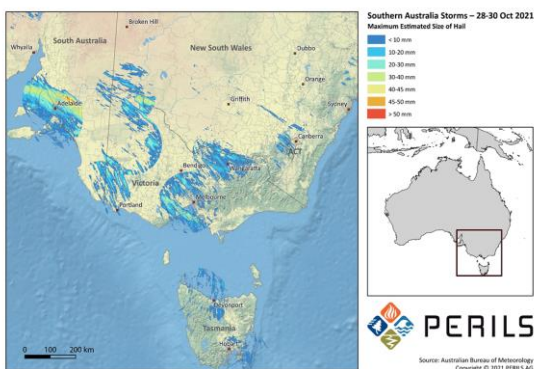 Southern Australia Storms – 28-30 Oct 2021
Maximum Estimated Size of Hail
< 10 mm
10-20 mm
20-30 mm
30-40 mm
40-45 mm
45-50 mm
> 50 mm
Broken Hill
Whyalla
South Australia
New South Wales
Dubbo
Orange
Sydney
Adelaide
Griffith
Canberra
ACT
Bendigo
Wangaratta
Victoria
Melbourne
Portland
Devonport
Tasmania
Hobart
0 100 200 km
PERILS
Source: Australian Bureau of Meteorology
Copyright © 2021 PERILS AG